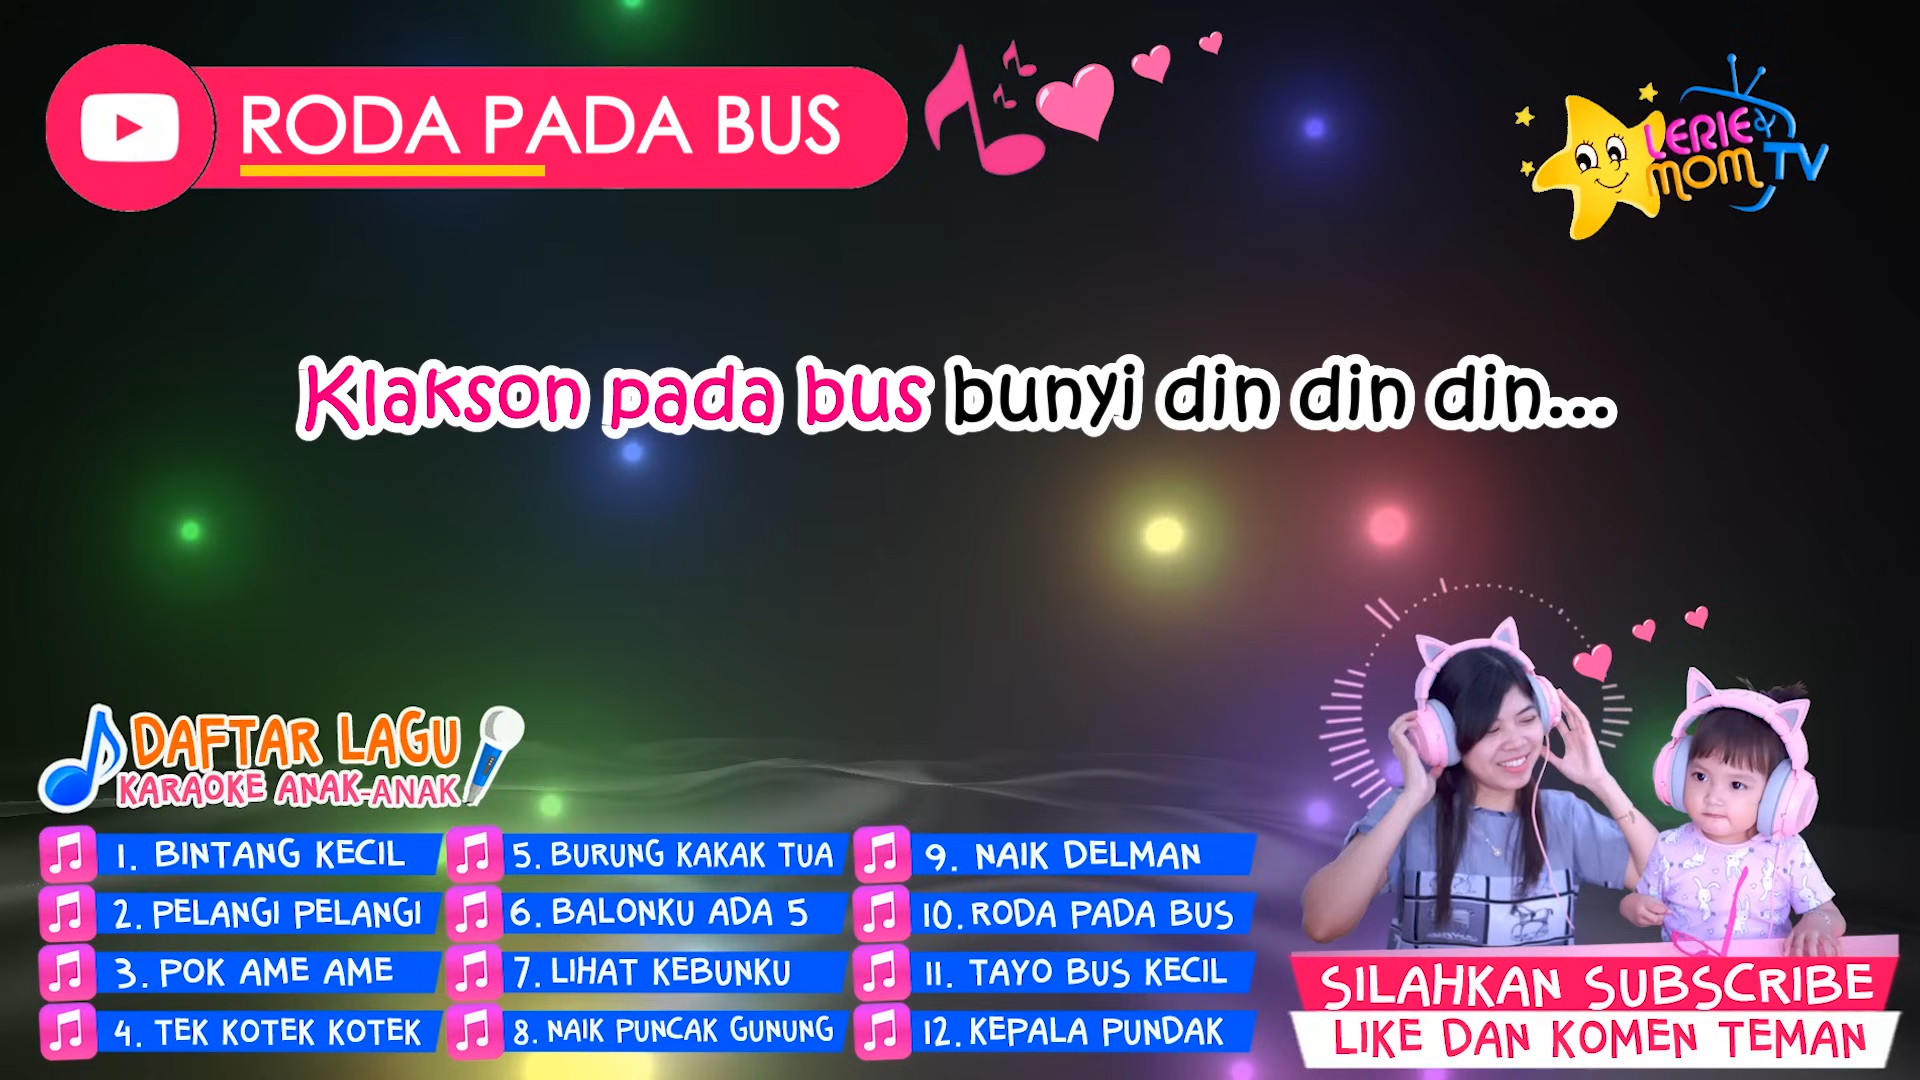 RODA PADA BUS
LERIE &
MOM TV
Klakson pada bus bunyi din din din...
DAFTAR LAGU
KARAOKE ANAK-ANAK
1. BINTANG KECIL
2. PELANGI PELANGI
3. POK AME AME
4. TEK KOTEK KOTEK
5. BURUNG KAKAK TUA
6. BALONKU ADA 5
7. LIHAT KEBUNKU
8. NAIK PUNCAK GUNUNG
9. NAIK DELMAN
10. RODA PADA BUS
11. TAYO BUS KECIL
12. KEPALA PUNDAK
SILAHKAN SUBSCRIBE
LIKE DAN KOMEN TEMAN